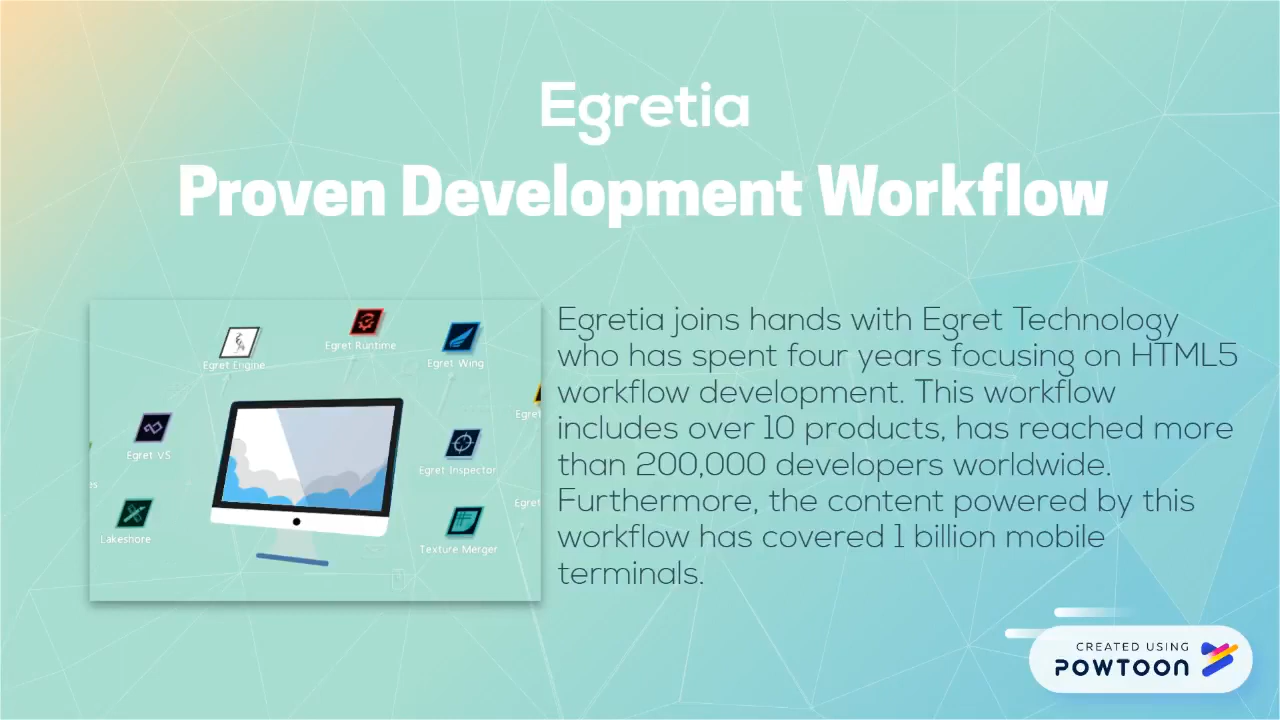 Egretia
Proven Development Workflow
Egret Engine
Egret Runtime
Egret Wing
Egret
Egret VS
Egret Inspector
es
Egret
Lakeshore
Texture Merger
Egretia joins hands with Egret Technology
who has spent four years focusing on HTML5
workflow development. This workflow
includes over 10 products, has reached more
than 200,000 developers worldwide.
Furthermore, the content powered by this
workflow has covered 1 billion mobile
terminals.
CREATED USING
POWTOON